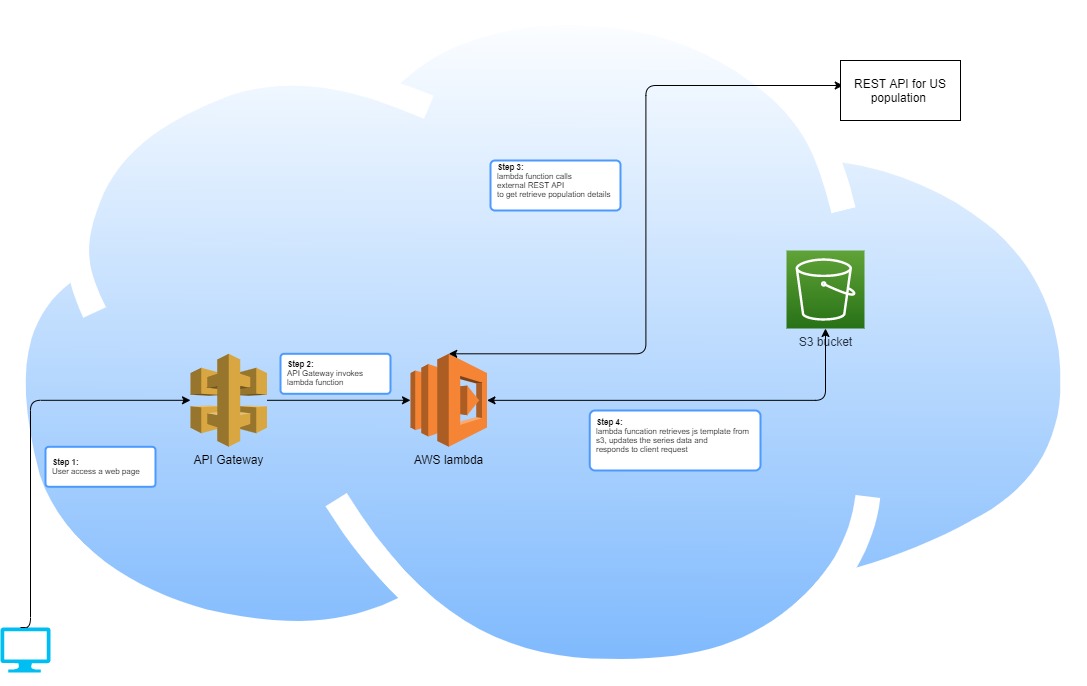 REST API for US
population
Step 3:
lambda function calls
external REST API
to get retrieve population details
S3 bucket
Step 2:
API Gateway invokes
lambda function
Step 4:
lambda funcation retrieves js template from
s3, updates the series data and
responds to client request
API Gateway
AWS lambda
Step 1:
User access a web page